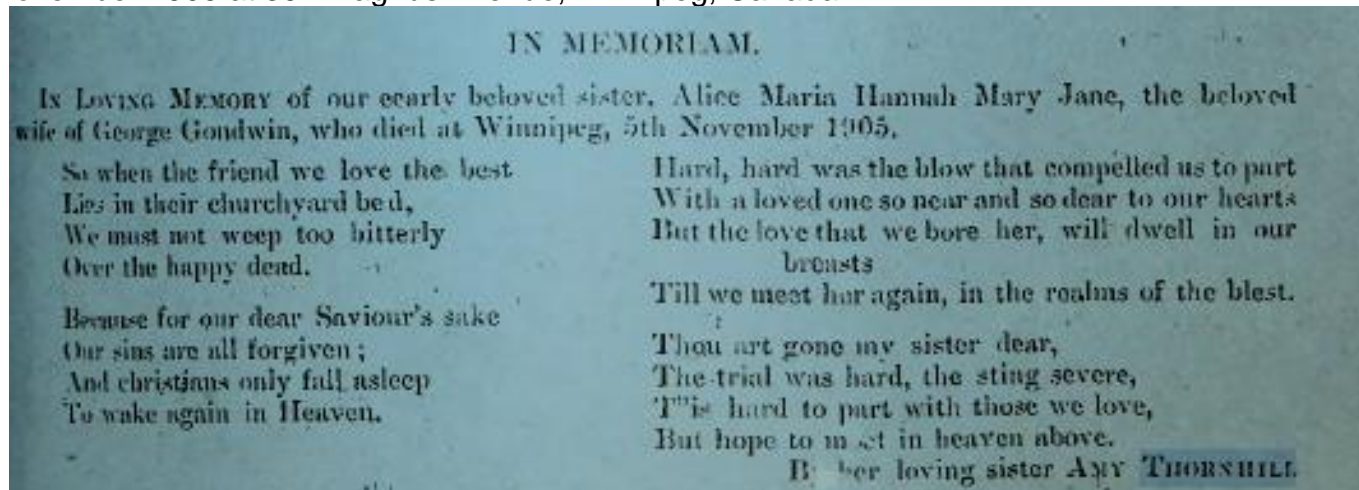 IN MEMORIAM.
IN LOVING MEMORY of our eearly beloved sister, Alice Maria Hannah Mary Jane, the beloved
wife of George Gondwin, who died at Winnipeg, 5th November 1905.
So when the friend we love the best
Lies in their churchyard bed,
We must not weep too bitterly
Over the happy dead.
Because for our dear Saviour's sake
Our sins are all forgiven;
And christians only fall asleep
To wake again in Heaven.
Hard, hard was the blow that compelled us to part
With a loved one so near and so dear to our hearts
But the love that we bore her, will dwell in our
breasts
Till we meet her again, in the realms of the blest.
Thou art gone my sister dear,
The trial was hard, the sting severe,
T"is hard to part with those we love,
But hope to in heaven above.
her loving sister AMY THORNHILL